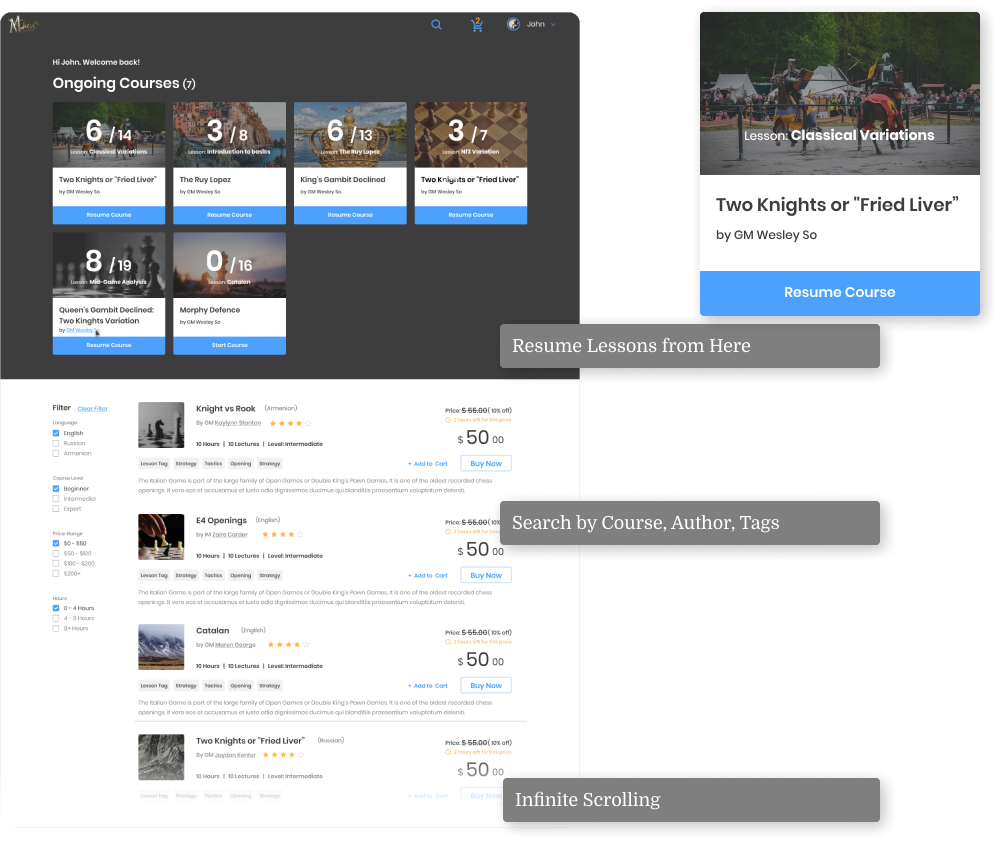 2
John
Hi John. Welcome back!
Ongoing Courses (7)
6 / 14
Lesson: Classical Variations
Two Knights or "Fried Liver"
by GM Wesley So
Resume Course
3 / 8
Lesson: Introduction to basics
The Ruy Lopez
by GM Wesley So
Resume Course
6 / 13
Lesson: The Ruy Lopez
King's Gambit Declined
by GM Wesley So
Resume Course
3 / 7
Lesson: Nf3 Variation
Two Knights or "Fried Liver"
by GM Wesley So
Resume Course
8 / 19
Lesson: Mid-Game Analysis
Queen's Gambit Declined:
Two Kinghts Variation
by GM Wesley So
Resume Course
0 / 16
Lesson: Catalan
Morphy Defence
by GM Wesley So
Start Course
Lesson: Classical Variations
Two Knights or "Fried Liver"
by GM Wesley So
Resume Course
Resume Lessons from Here
Filter Clear Filter
Language
English
Russian
Armenian
Course Level
Beginner
Intermedier
Expert
Price-Range
$0 - $50
$50 - $100
$100 - $200
$200+
Hours
0 - 4 Hours
4 - 8 Hours
8+ Hours
Knight vs Rook (Armenian)
By GM Kaylynn Stanton
10 Hours | 10 Lectures | Level: Intermediate
Price: $ 55.00( 10% off)
2 hours left for this price
$ 50 00
Lesson Tag Strategy Tactics Opening Strategy
+ Add to Cart Buy Now
The Italian Game is part of the large family of Open Games or Double King's Pawn Games. It is one of the oldest recorded chess
openings. It vero eos et accusamus et iusto odio dignissimos ducimus qui blanditiis praesentium voluptatum deleniti.
E4 Openings (English)
by IM Zaire Corder
10 Hours | 10 Lectures | Level: Intermediate
Price: $ 55.00( 10%
2 hours left for this price
$ 50 00
Lesson Tag Strategy Tactics Opening Strategy
+ Add to Cart Buy Now
The Italian Game is part of the large family of Open Games or Double King's Pawn Games. It is one of the oldest recorded chess
openings. It vero eos et accusamus et iusto odio dignissimos ducimus qui blanditiis praesentium voluptatum deleniti.
Search by Course, Author, Tags
Catalan (English)
by GM Maren George
10 Hours | 10 Lectures | Level: Intermediate
Price: $ 55.00( 10% off)
2 hours left for this price
$ 50 00
Lesson Tag Strategy Tactics Opening Strategy
+ Add to Cart Buy Now
The Italian Game is part of the large family of Open Games or Double King's Pawn Games. It is one of the oldest recorded chess
openings. It vero eos et accusamus et iusto odio dignissimos ducimus qui blanditiis praesentium voluptatum deleniti.
Two Knights or "Fried Liver" (Russian)
By GM Jaydon Kenter
10 Hours | 10 Lectures | Level: Intermediate
Price: $ 55.00( 10% off)
2 hours left for this price
$ 50 00
Lesson Tag Strategy Tactics Opening Strategy
+ Add to Cart Buy Now
Infinite Scrolling